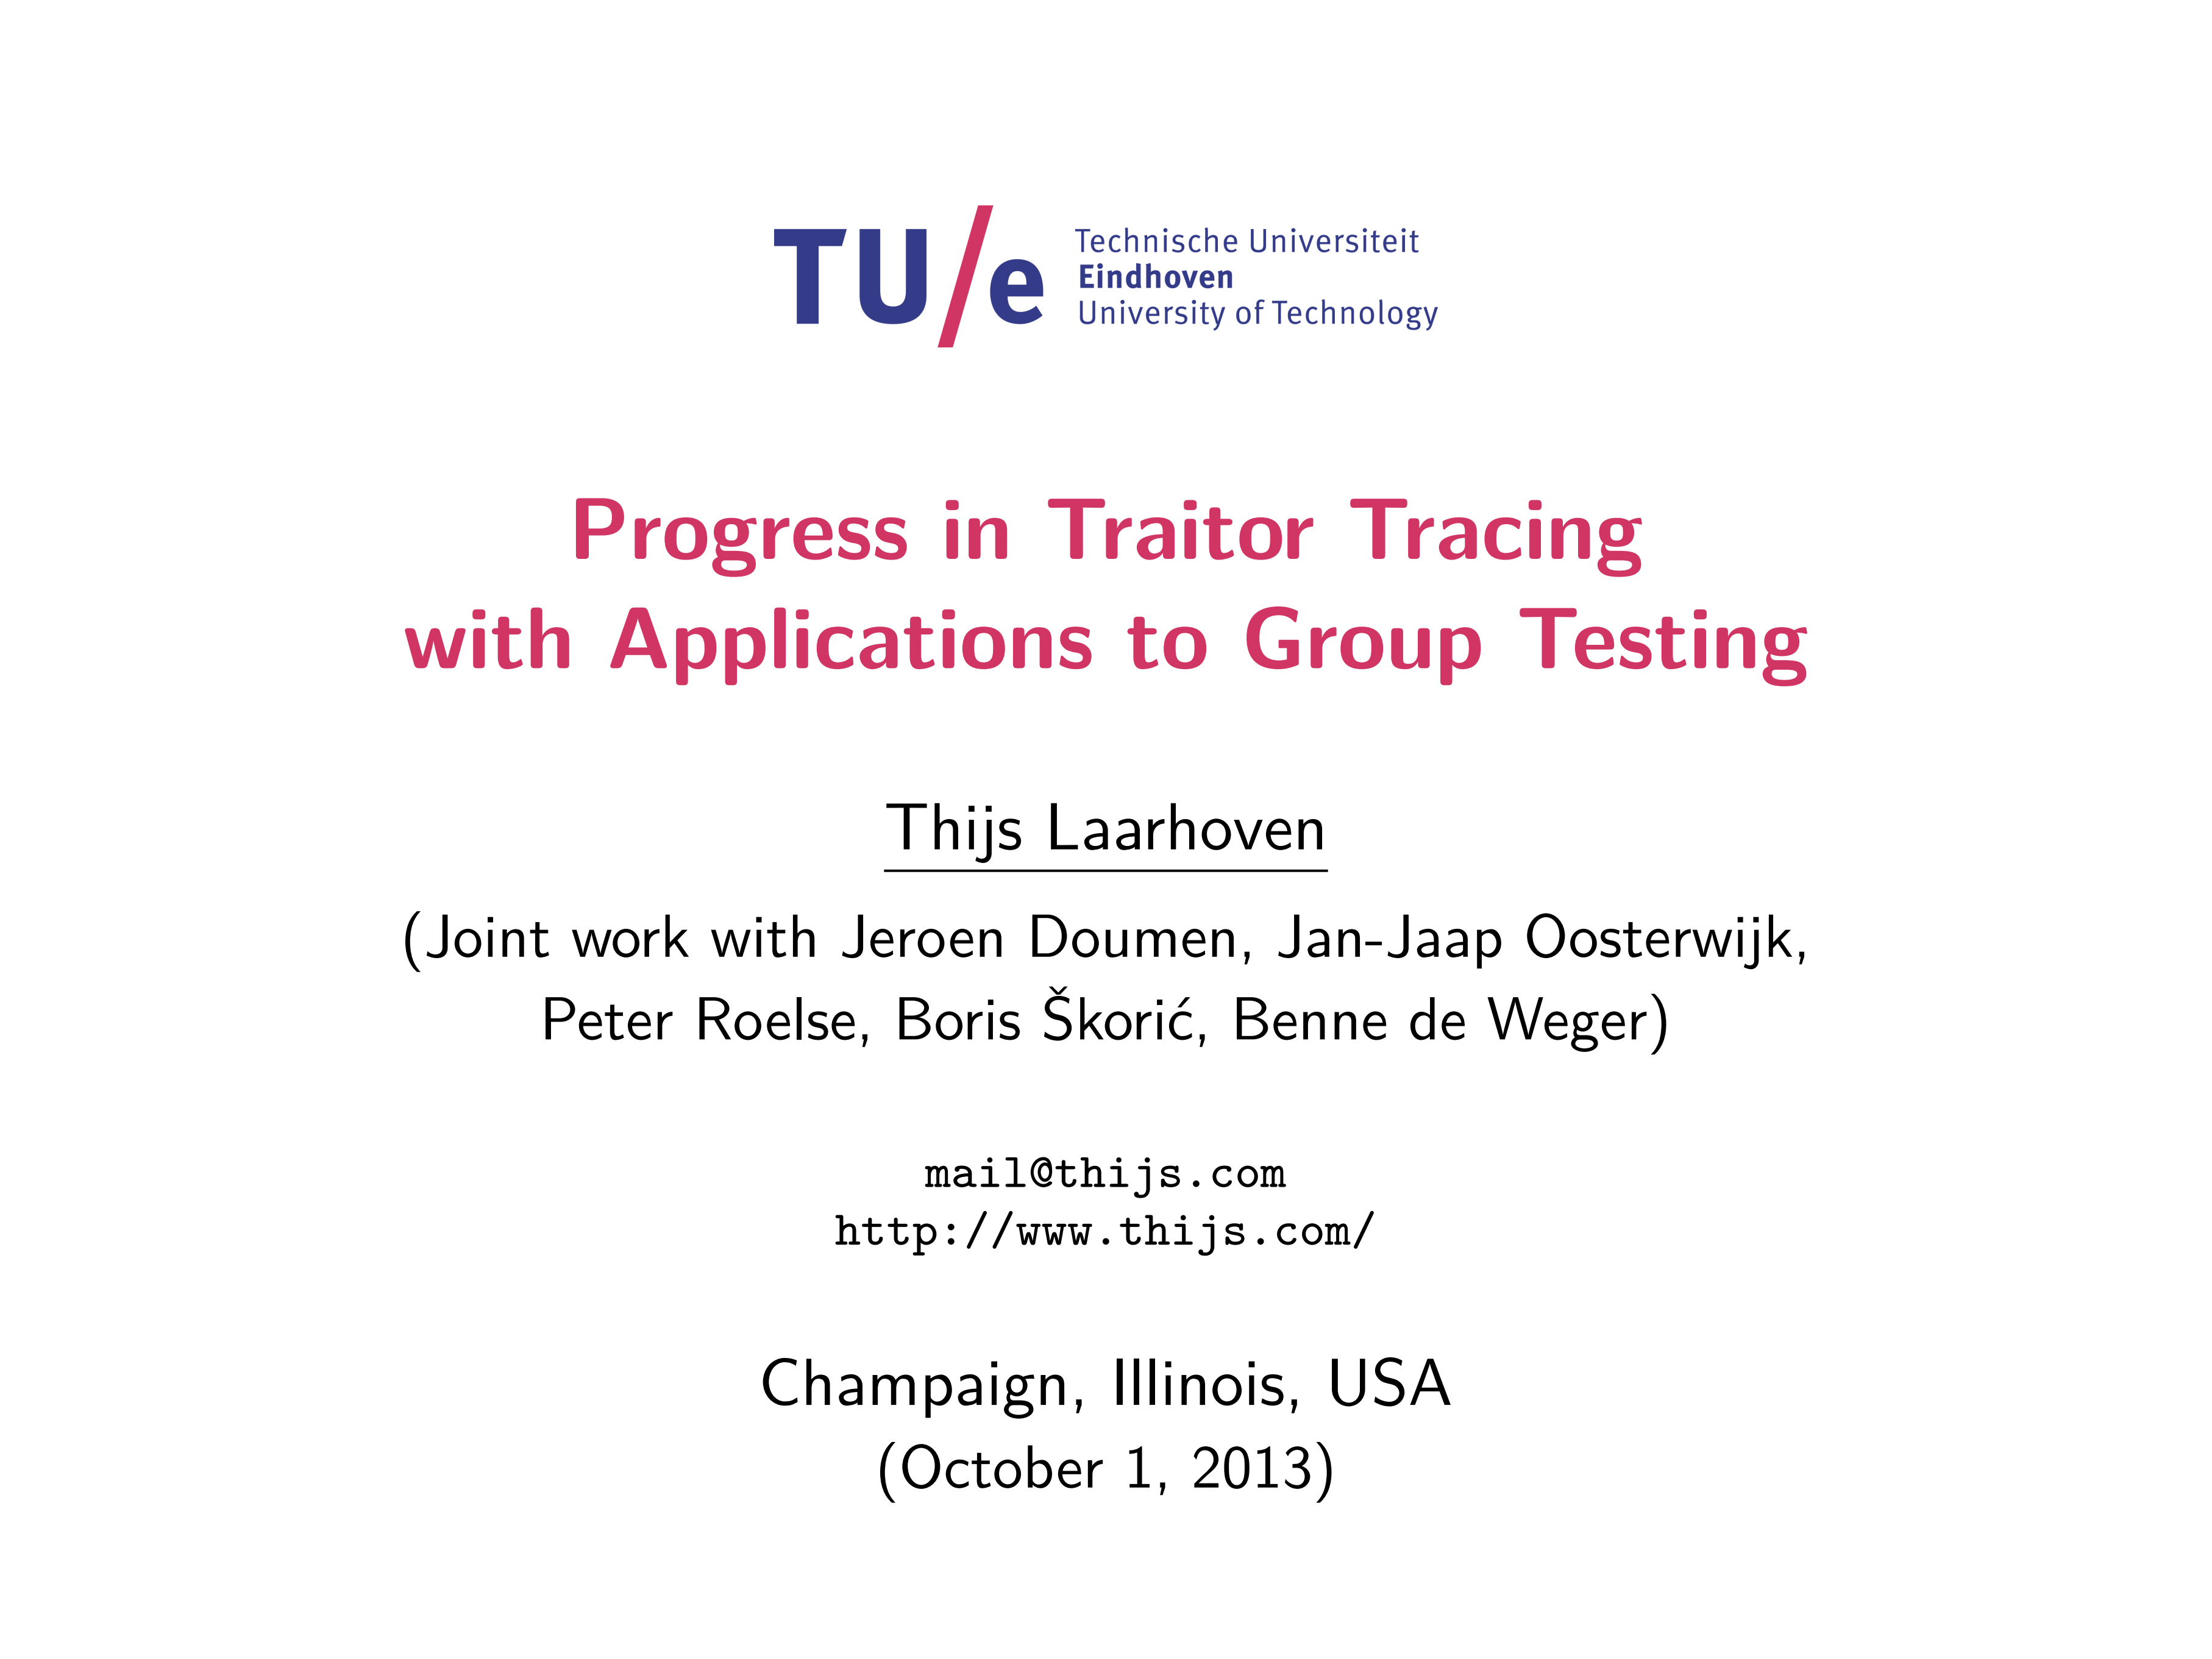 TU/e
Technische Universiteit
Eindhoven
University of Technology
Progress in Traitor Tracing
with Applications to Group Testing
Thijs Laarhoven
(Joint work with Jeroen Doumen, Jan-Jaap Oosterwijk,
Peter Roelse, Boris Škorić, Benne de Weger)
mail@thijs.com
http://www.thijs.com/
Champaign, Illinois, USA
(October 1, 2013)